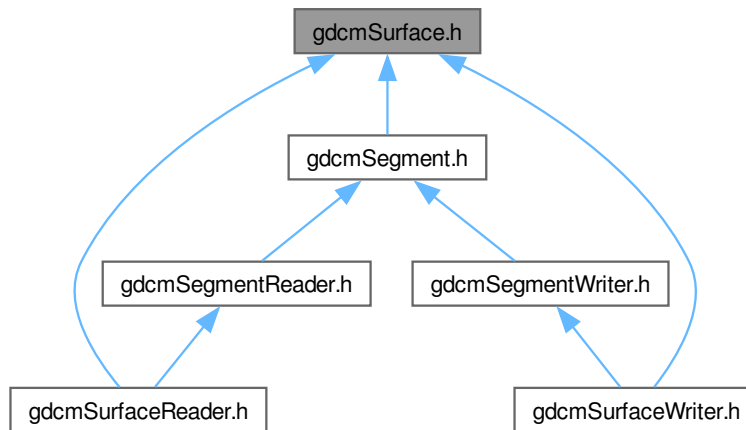 gdcmSurface.h
gdcmSegment.h
gdcmSegmentReader.h
gdcmSegmentWriter.h
gdcmSurfaceReader.h
gdcmSurfaceWriter.h